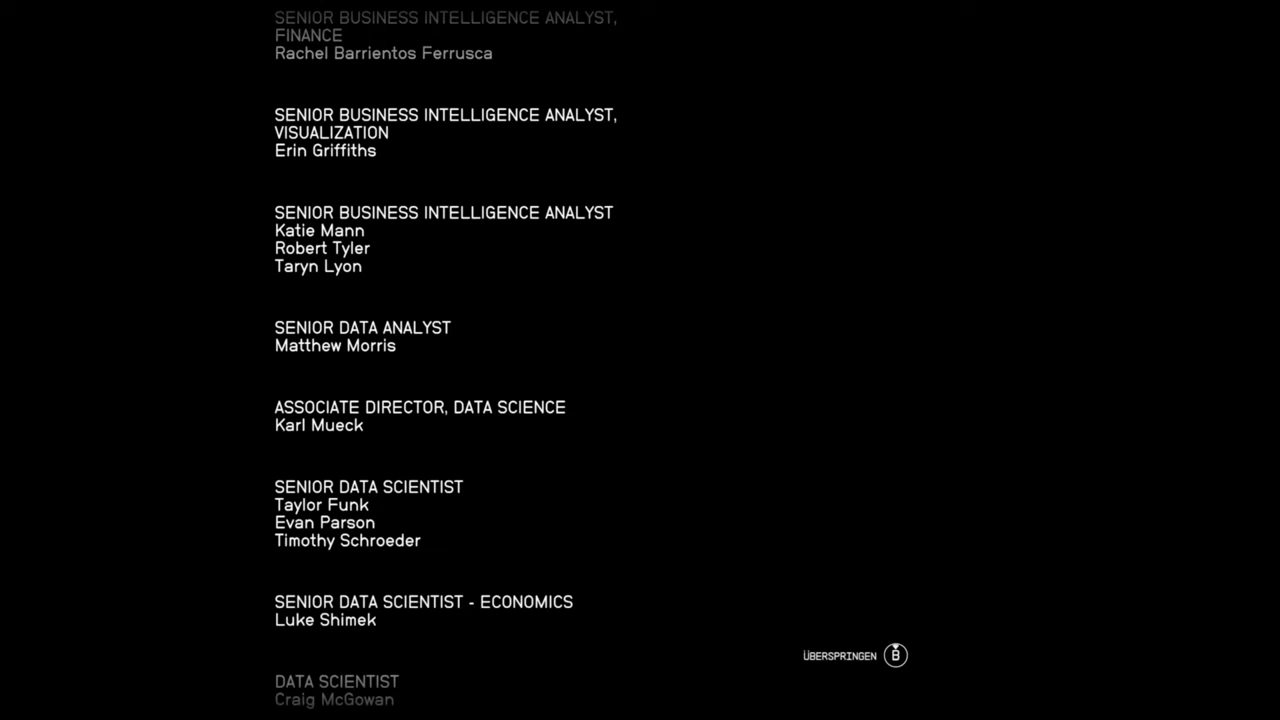 SENIOR BUSINESS INTELLIGENCE ANALYST,
FINANCE
Rachel Barrientos Ferrusca
SENIOR BUSINESS INTELLIGENCE ANALYST,
VISUALIZATION
Erin Griffiths
SENIOR BUSINESS INTELLIGENCE ANALYST
Katie Mann
Robert Tyler
Taryn Lyon
SENIOR DATA ANALYST
Matthew Morris
ASSOCIATE DIRECTOR, DATA SCIENCE
Karl Mueck
SENIOR DATA SCIENTIST
Taylor Funk
Evan Parson
Timothy Schroeder
SENIOR DATA SCIENTIST - ECONOMICS
Luke Shimek
ÜBERSPRINGEN B
DATA SCIENTIST
Craig McGowan